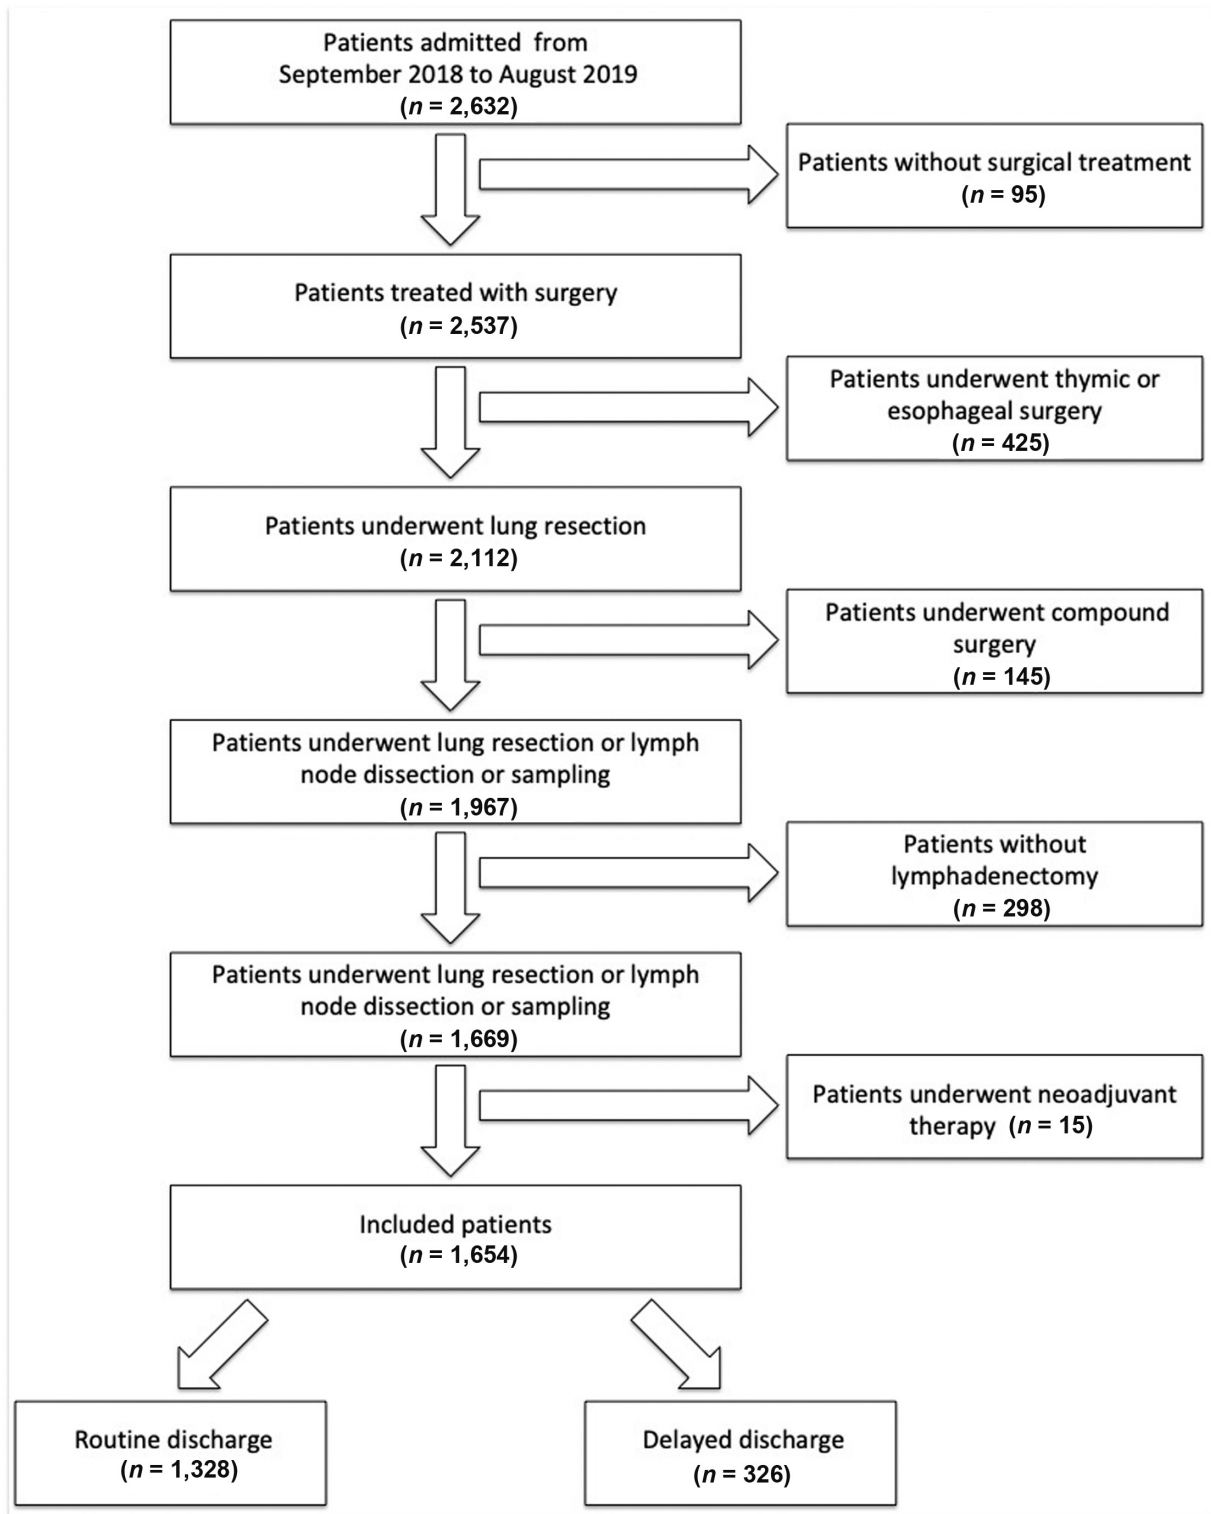 Patients admitted from
September 2018 to August 2019
(n = 2,632)
Patients without surgical treatment
(n = 95)
Patients treated with surgery
(n = 2,537)
Patients underwent thymic or
esophageal surgery
(n = 425)
Patients underwent lung resection
(n = 2,112)
Patients underwent compound
surgery
(n = 145)
Patients underwent lung resection or lymph
node dissection or sampling
(n = 1,967)
Patients without
lymphadenectomy
(n = 298)
Patients underwent lung resection or lymph
node dissection or sampling
(n = 1,669)
Patients underwent neoadjuvant
therapy (n = 15)
Included patients
(n = 1,654)
Routine discharge
(n = 1,328)
Delayed discharge
(n = 326)